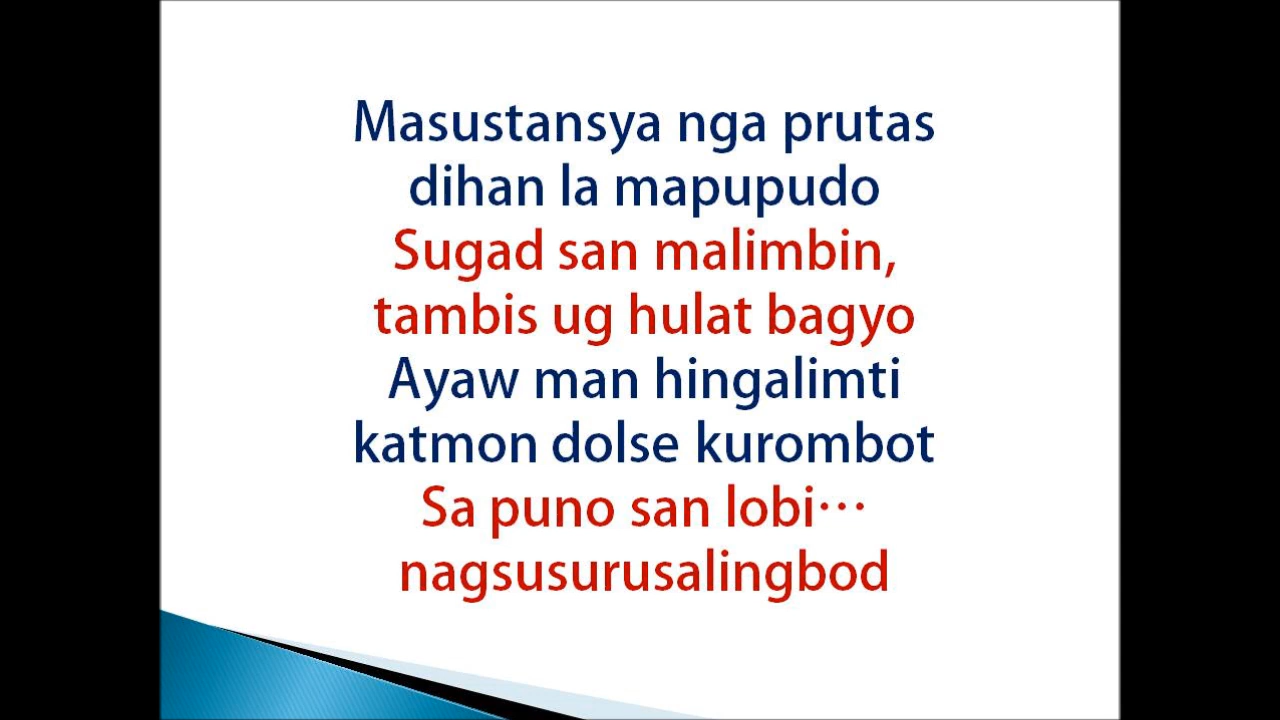 Masustansya nga prutas
dihan la mapupudo
Sugad san malimbin,
tambis ug hulat bagyo
Ayaw man hingalimti
katmon dolse kurombot
Sa puno san lobi…
nagsusurusalingbod